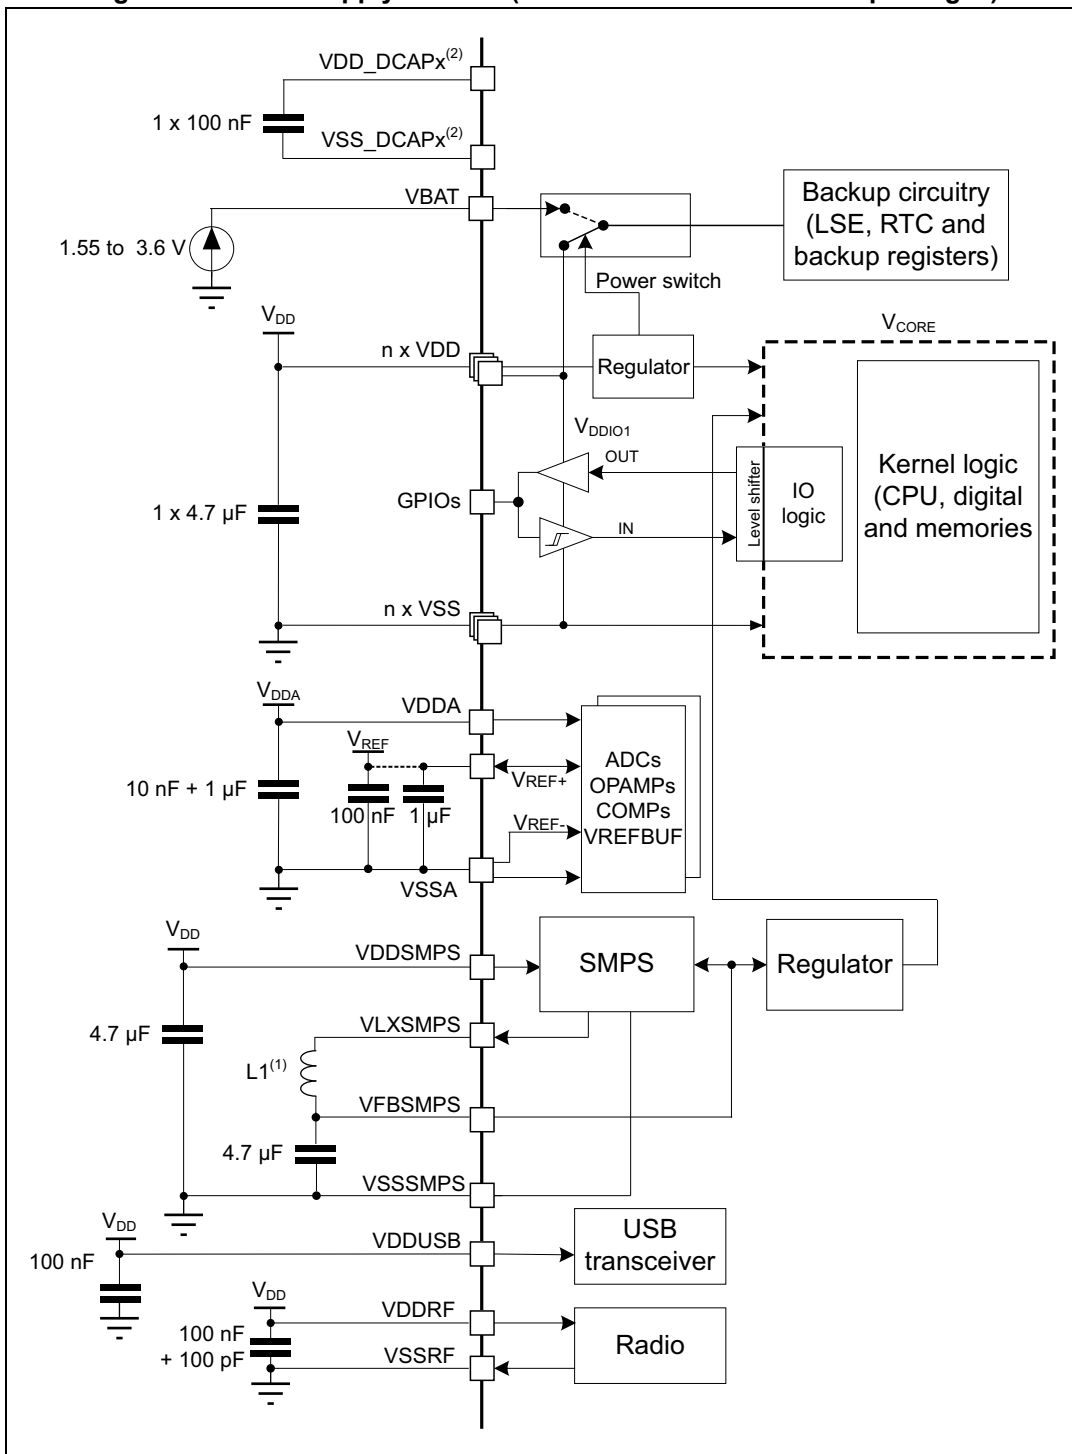 VDD_DCAPx(2)
1 x 100 nF
VSS_DCAPx(2)
VBAT
1.55 to 3.6 V
Power switch
Backup circuitry
(LSE, RTC and
backup registers)
VDD
n x VDD
Regulator
VCORE
VDDIO1
OUT
GPIOs
IN
1 x 4.7 µF
Level shifter
IO
logic
Kernel logic
(CPU, digital
and memories
n x VSS
VDDA
VDDA
VREF
VREF+
10 nF + 1 µF
100 nF
1 µF
VREF-
VSSA
ADCs
OPAMPs
COMPs
VREFBUF
VDD
VDDSMPS
SMPS
Regulator
4.7 µF
VLXSMPS
L1(1)
VFBSMPS
4.7 µF
VSSSMPS
VDD
100 nF
VDDUSB
USB
transceiver
VDD
VDDRF
100 nF
+ 100 pF
VSSRF
Radio